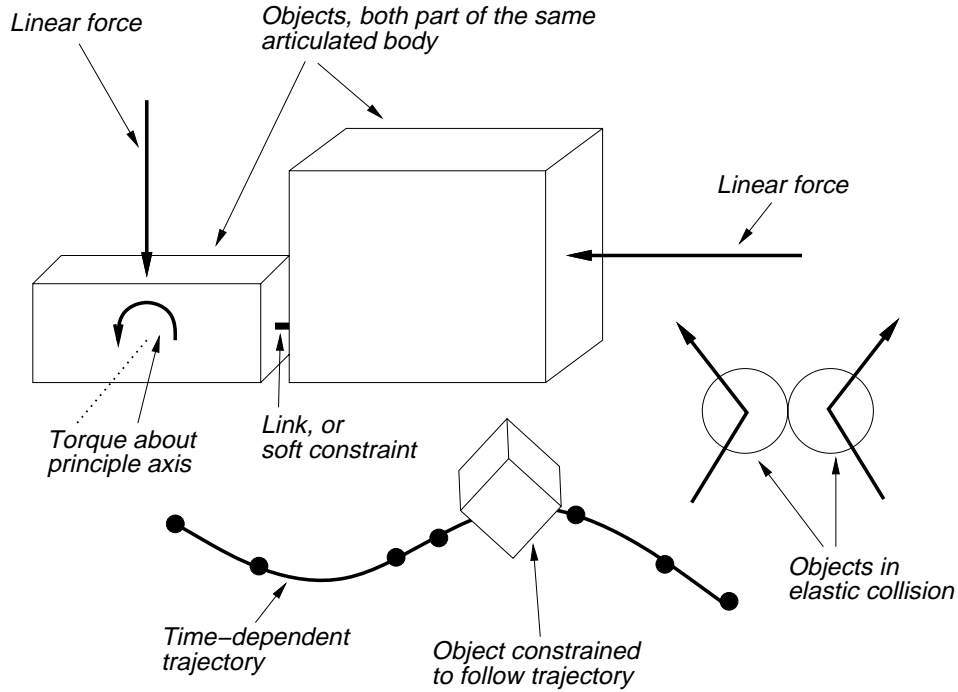 Linear force
Objects, both part of the same
articulated body
Linear force
Torque about
principle axis
Link, or
soft constraint
Objects in
elastic collision
Time–dependent
trajectory
Object constrained
to follow trajectory